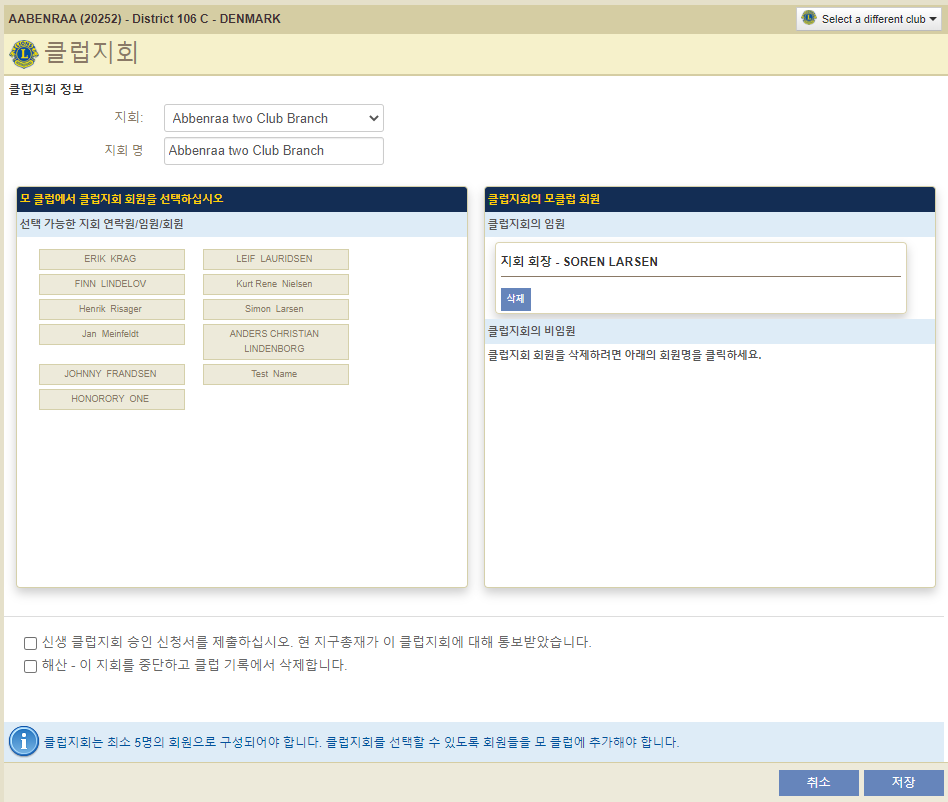 AABENRAA (20252) - District 106 C - DENMARK
Select a different club
클럽지회
클럽지회 정보
지회:
Abbenraa two Club Branch
지회 명
Abbenraa two Club Branch
모 클럽에서 클럽지회 회원을 선택하십시오
선택 가능한 지회 연락원/임원/회원
ERIK KRAG
LEIF LAURIDSEN
FINN LINDELOV
Kurt Rene Nielsen
Henrik Risager
Simon Larsen
Jan Meinfeldt
ANDERS CHRISTIAN
LINDENBORG
JOHNNY FRANDSEN
Test Name
HONORORY ONE
클럽지회의 모클럽 회원
클럽지회의 임원
지회 회장 - SOREN LARSEN
삭제
클럽지회의 비임원
클럽지회 회원을 삭제하려면 아래의 회원명을 클릭하세요.
신생 클럽지회 승인 신청서를 제출하십시오. 현 지구총재가 이 클럽지회에 대해 통보받았습니다.
해산 - 이 지회를 중단하고 클럽 기록에서 삭제합니다.
클럽지회는 최소 5명의 회원으로 구성되어야 합니다. 클럽지회를 선택할 수 있도록 회원들을 모 클럽에 추가해야 합니다.
취소
저장